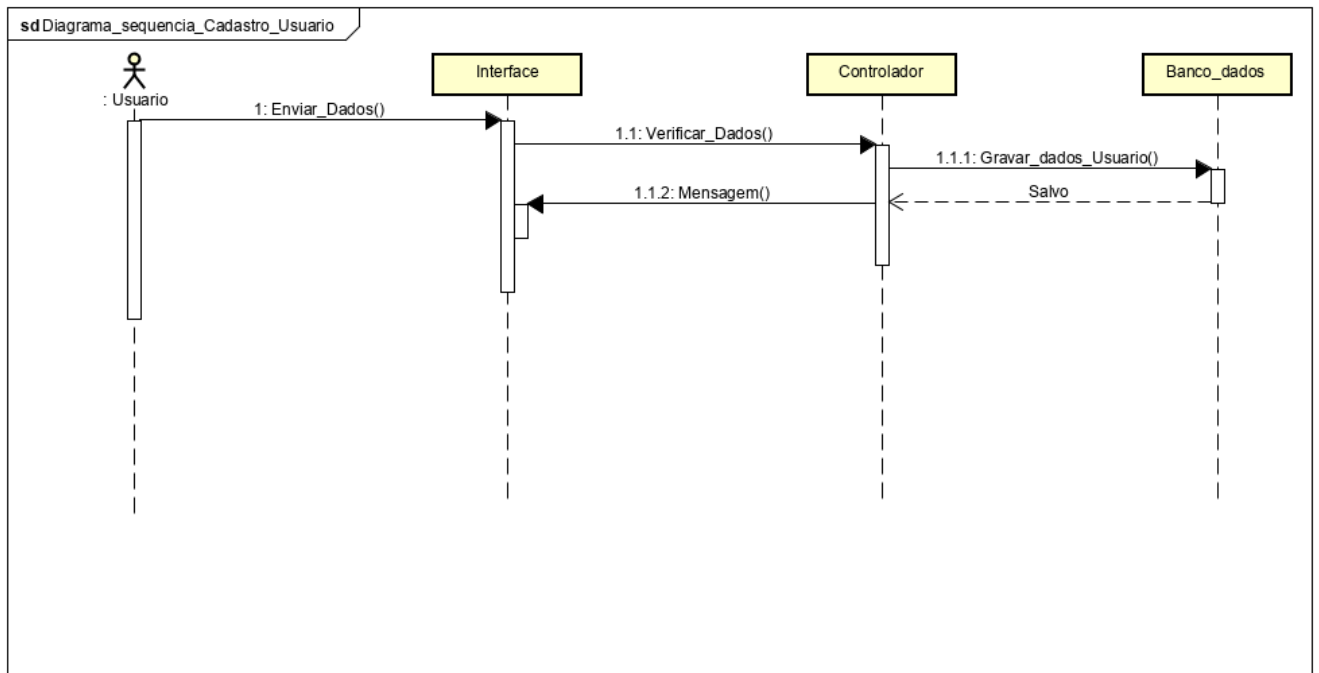 sd Diagrama_sequencia_Cadastro_Usuario
: Usuario
Interface
Controlador
Banco_dados
1: Enviar_Dados()
1.1: Verificar_Dados()
1.1.1: Gravar_dados_Usuario()
Salvo
1.1.2: Mensagem()